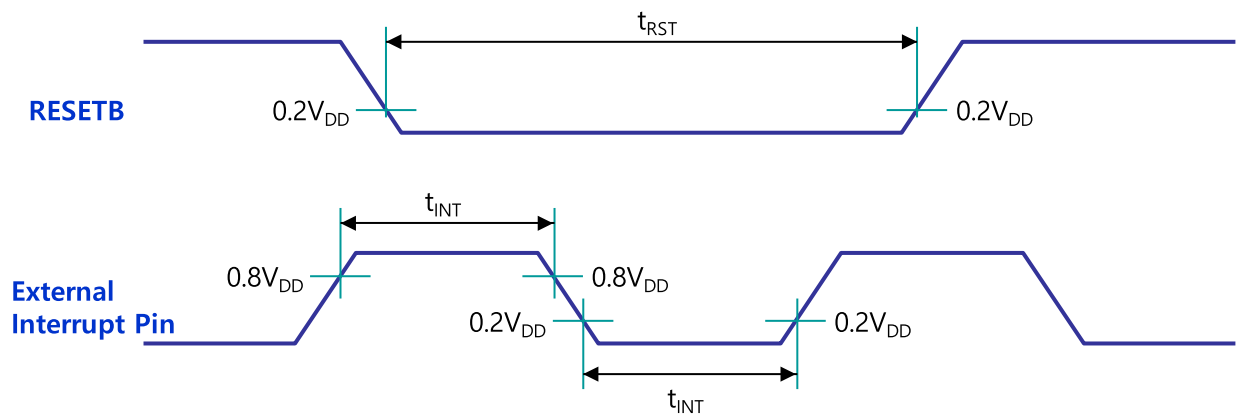 tRST
RESETB
0.2VDD
0.2VDD
tINT
0.8VDD
0.8VDD
External
Interrupt Pin
0.2VDD
0.2VDD
tINT